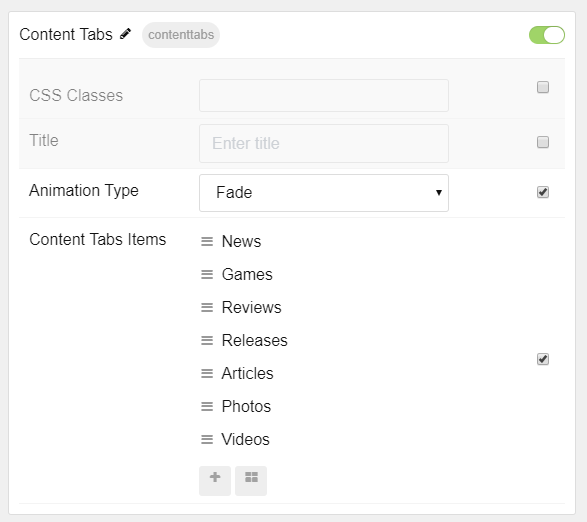 Content Tabs contenttabs
CSS Classes
Title Enter title
Animation Type Fade
Content Tabs Items News
Games
Reviews
Releases
Articles
Photos
Videos